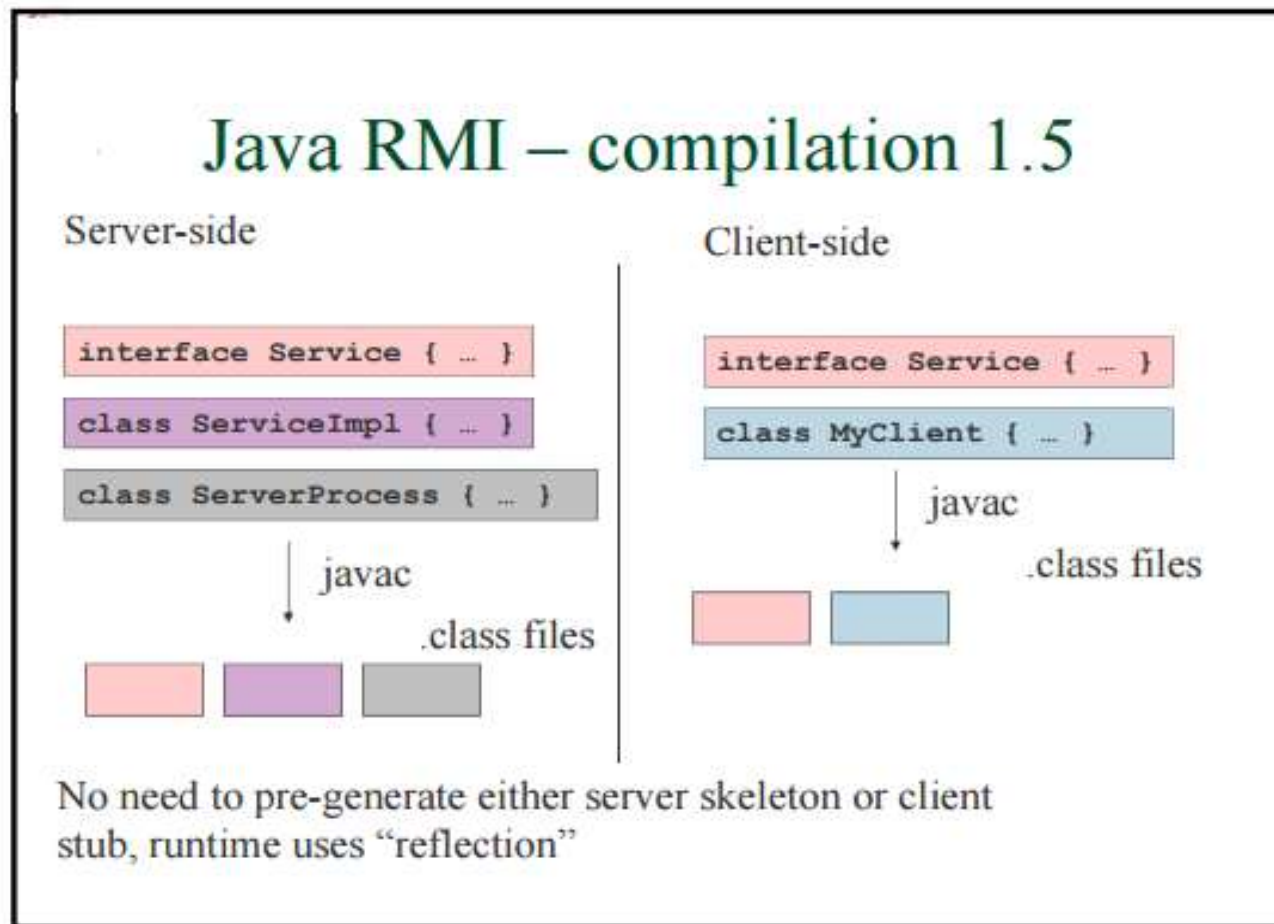 Java RMI – compilation 1.5
Server-side
interface Service { … }
class ServiceImpl { … }
class ServerProcess { … }
javac
.class files
Client-side
interface Service { … }
class MyClient { … }
javac
.class files
No need to pre-generate either server skeleton or client
stub, runtime uses “reflection”